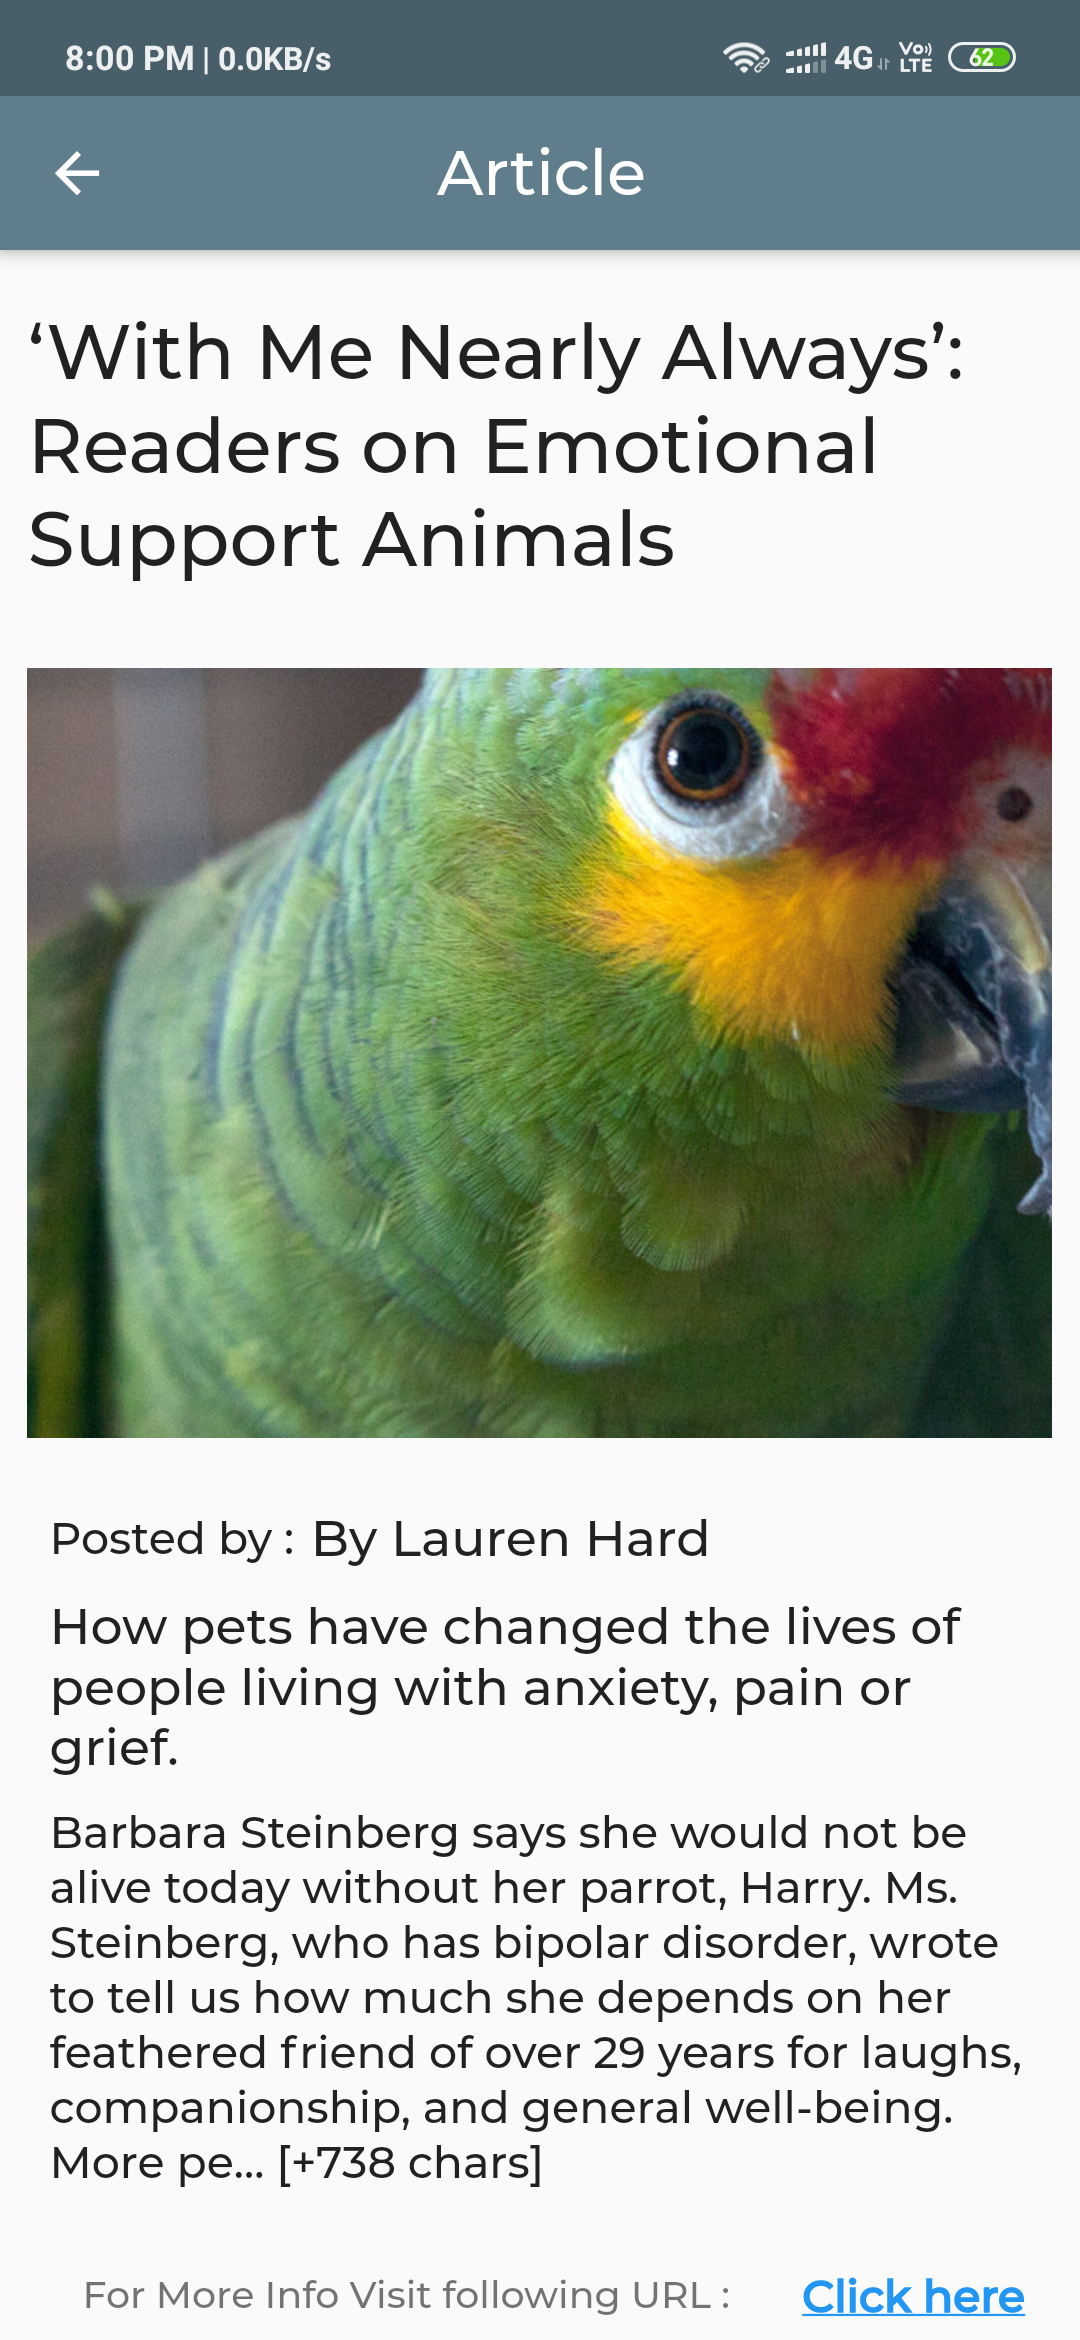 8:00 PM | 0.0KB/s 4G Vo)) LTE 62
Article
‘With Me Nearly Always’:
Readers on Emotional
Support Animals
Posted by : By Lauren Hard
How pets have changed the lives of
people living with anxiety, pain or
grief.
Barbara Steinberg says she would not be
alive today without her parrot, Harry. Ms.
Steinberg, who has bipolar disorder, wrote
to tell us how much she depends on her
feathered friend of over 29 years for laughs,
companionship, and general well-being.
More pe... [+738 chars]
For More Info Visit following URL : Click here